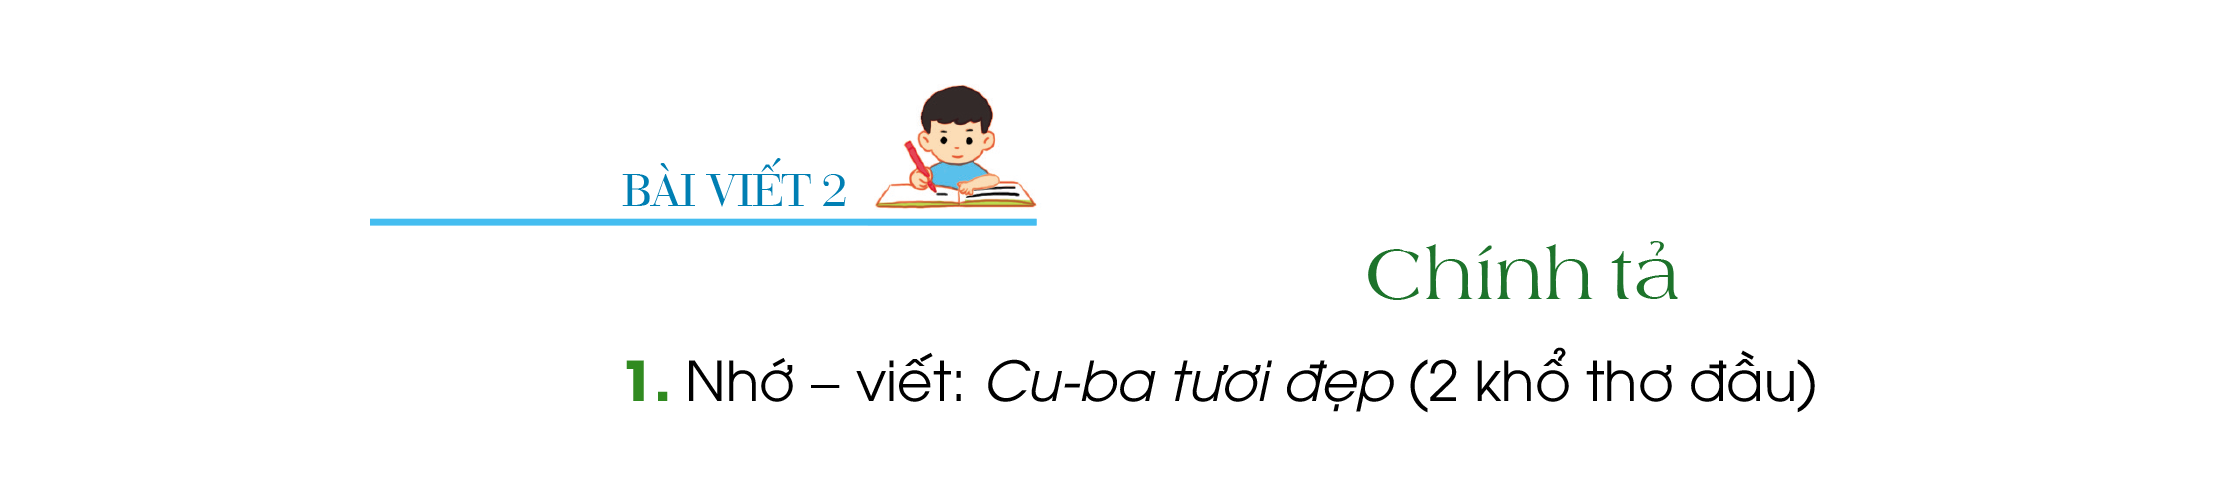 BÀI VIẾT 2
Chính tả
1. Nhớ – viết: Cu-ba tươi đẹp (2 khổ thơ đầu)